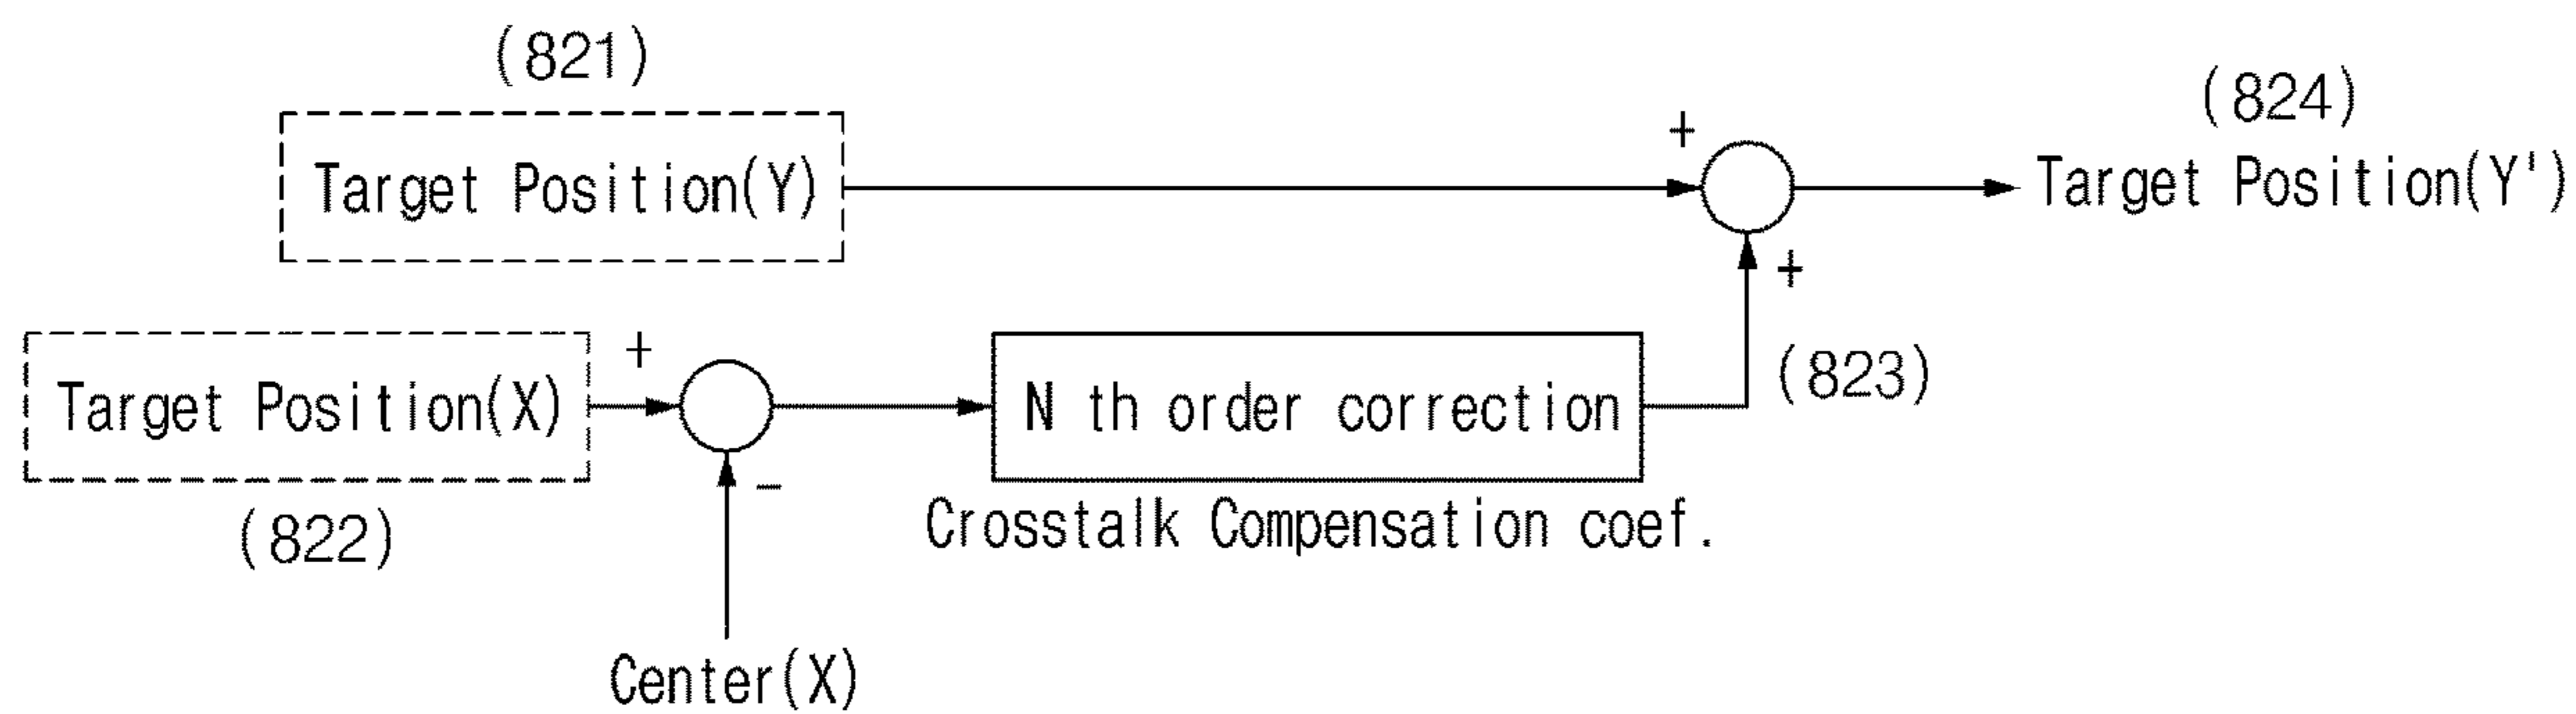 (821)
Target Position(Y)
+
+
(824)
Target Position(Y')
Target Position(X)
(822)
+
-
Center(X)
N th order correction
Crosstalk Compensation coef.
(823)